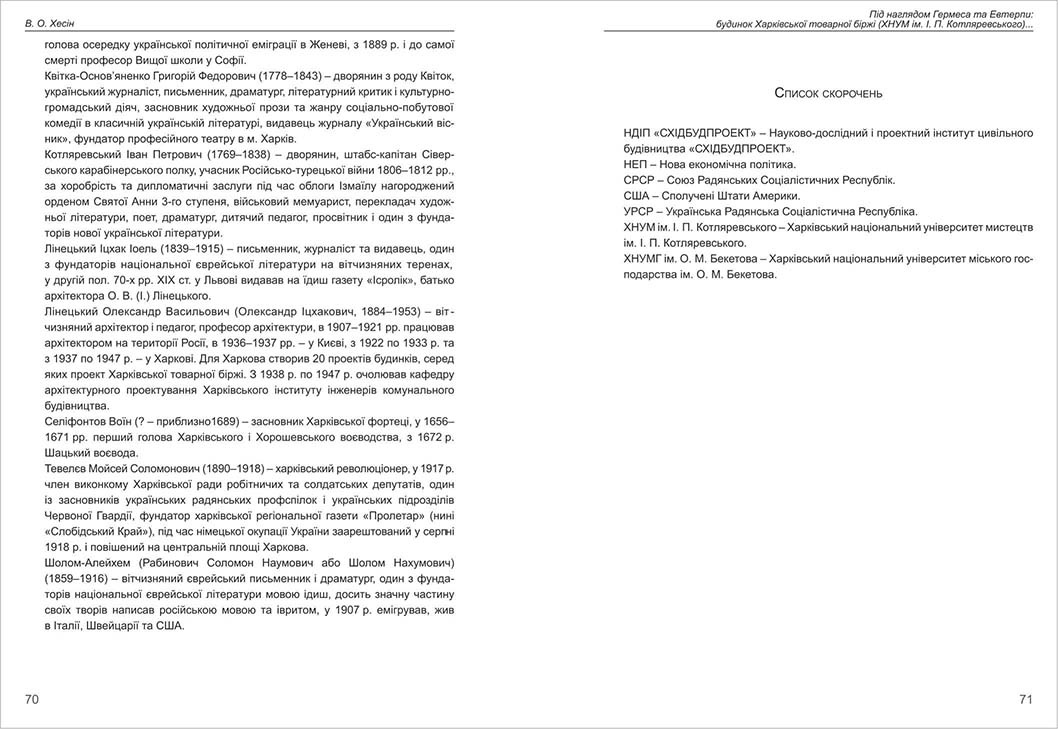 В. О. Хесін
голова осередку української політичної еміграції в Женеві, з 1889 р. і до самої
смерті професор Вищої школи у Софії.
Квітка-Основ’яненко Григорій Федорович (1778–1843) – дворянин з роду Квіток,
український журналіст, письменник, драматург, літературний критик і культурно-
громадський діяч, засновник художньої прози та жанру соціально-побутової
комедії в класичній українській літературі, видавець журналу «Український віс-
ник», фундатор професійного театру в м. Харків.
Котляревський Іван Петрович (1769–1838) – дворянин, штабс-капітан Сівер-
ського карабінерського полку, учасник Російсько-турецької війни 1806–1812 рр.,
за хоробрість та дипломатичні заслуги під час облоги Ізмаїлу нагороджений
орденом Святої Анни 3-го ступеня, військовий мемуарист, перекладач худож-
ньої літератури, поет, драматург, дитячий педагог, просвітник і один з фунда-
торів нової української літератури.
Лінецький Іцхак Іоель (1839–1915) – письменник, журналіст та видавець, один
з фундаторів національної єврейської літератури на вітчизняних теренах,
у другій пол. 70-х рр. XIX ст. у Львові видавав на їдиш газету «Ісролік», батько
архітектора О. В. (І.) Лінецького.
Лінецький Олександр Васильович (Олександр Іцхакович, 1884–1953) – віт-
чизняний архітектор і педагог, професор архітектури, в 1907–1921 рр. працював
архітектором на території Росії, в 1936–1937 рр. – у Києві, з 1922 по 1933 р. та
з 1937 по 1947 р. – у Харкові. Для Харкова створив 20 проектів будинків, серед
яких проект Харківської товарної біржі. З 1938 р. по 1947 р. очолював кафедру
архітектурного проектування Харківського інституту інженерів комунального
будівництва.
Селіфонтов Воїн (? – приблизно1689) – засновник Харківської фортеці, у 1656–
1671 рр. перший голова Харківського і Хорошевського воєводства, з 1672 р.
Шацький воєвода.
Тевелєв Мойсей Соломонович (1890–1918) – харківський революціонер, у 1917 р.
член виконкому Харківської ради робітничих та солдатських депутатів, один
із засновників українських радянських профспілок і українських підрозділів
Червоної Гвардії, фундатор харківської регіональної газети «Пролетар» (нині
«Слобідський Край»), під час німецької окупації України заарештований у серпні
1918 р. і повішений на центральній площі Харкова.
Шолом-Алейхем (Рабинович Соломон Наумович або Шолом Нахумович)
(1859–1916) – вітчизняний єврейський письменник і драматург, один з фунда-
торів національної єврейської літератури мовою ідиш, досить значну частину
своїх творів написав російською мовою та івритом, у 1907 р. емігрував, жив
в Італії, Швейцарії та США.
70
Під наглядом Гермеса та Евтерпи:
будинок Харківської товарної біржі (ХНУМ ім. І. П. Котляревського)...
Список скорочень
НДІП «СХІДБУДПРОЕКТ» – Науково-дослідний і проектний інститут цивільного
будівництва «СХІДБУДПРОЕКТ».
НЕП – Нова економічна політика.
СРСР – Союз Радянських Соціалістичних Республік.
США – Сполучені Штати Америки.
УРСР – Українська Радянська Соціалістична Республіка.
ХНУМ ім. І. П. Котляревського – Харківський національний університет мистецтв
ім. І. П. Котляревського.
ХНУМГ ім. О. М. Бекетова – Харківський національний університет міського гос-
подарства ім. О. М. Бекетова.
71